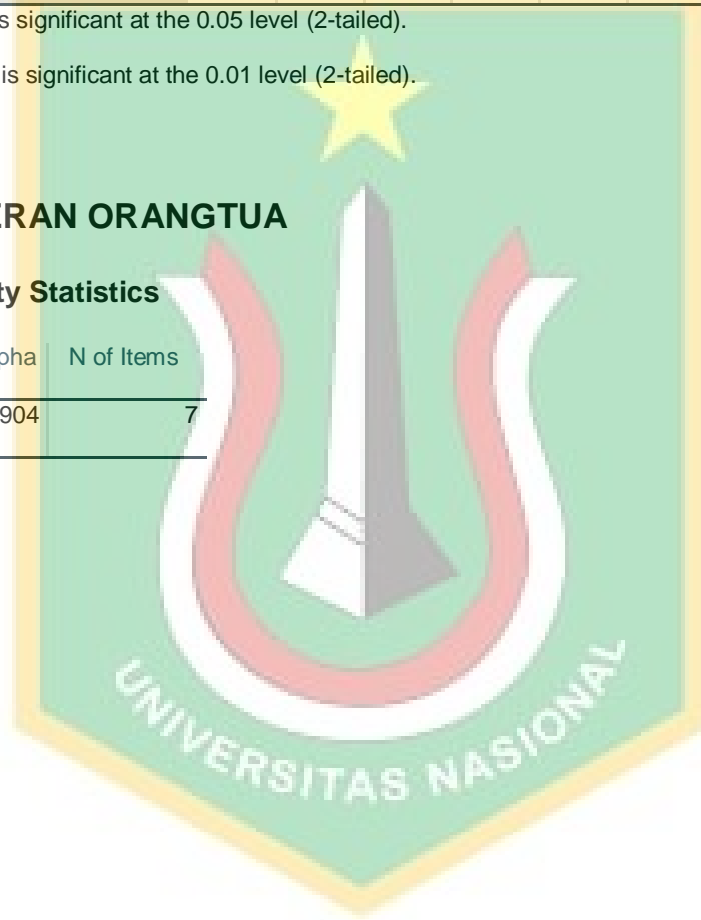 s significant at the 0.05 level (2-tailed).
is significant at the 0.01 level (2-tailed).
ERAN ORANGTUA
ty Statistics
pha N of Items
904 7
UNIVERSITAS NASIONAL